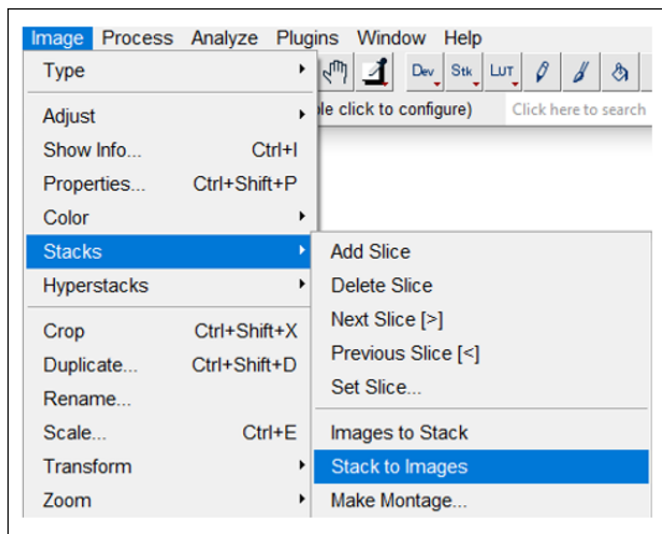 Image Process Analyze Plugins Window Help
Type
Dev Stk LUT
Adjust
le click to configure) Click here to search
Show Info... Ctrl+I
Properties... Ctrl+Shift+P
Color
Stacks
Add Slice
Hyperstacks
Delete Slice
Next Slice [>]
Crop Ctrl+Shift+X
Previous Slice [<]
Duplicate... Ctrl+Shift+D
Set Slice...
Rename...
Scale... Ctrl+E
Images to Stack
Transform
Stack to Images
Zoom
Make Montage...